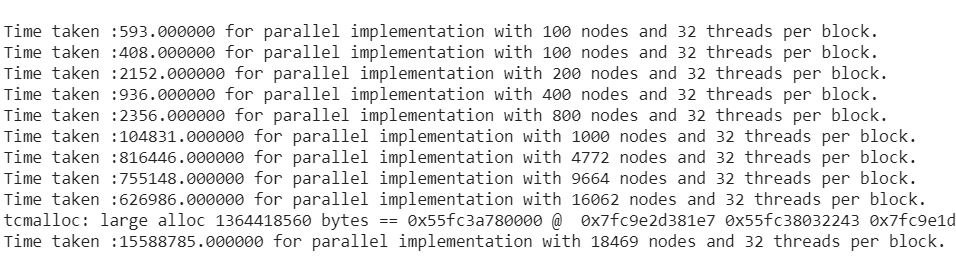 Time taken :593.000000 for parallel implementation with 100 nodes and 32 threads per block.
Time taken :408.000000 for parallel implementation with 100 nodes and 32 threads per block.
Time taken :2152.000000 for parallel implementation with 200 nodes and 32 threads per block.
Time taken :936.000000 for parallel implementation with 400 nodes and 32 threads per block.
Time taken :2356.000000 for parallel implementation with 800 nodes and 32 threads per block.
Time taken :104831.000000 for parallel implementation with 1000 nodes and 32 threads per block.
Time taken :816446.000000 for parallel implementation with 4772 nodes and 32 threads per block.
Time taken :755148.000000 for parallel implementation with 9664 nodes and 32 threads per block.
Time taken :626986.000000 for parallel implementation with 16062 nodes and 32 threads per block.
tcmalloc: large alloc 1364418560 bytes == 0x55fc3a780000 @  0x7fc9e2d381e7 0x55fc38032243 0x7fc9e1d
Time taken :15588785.000000 for parallel implementation with 18469 nodes and 32 threads per block.